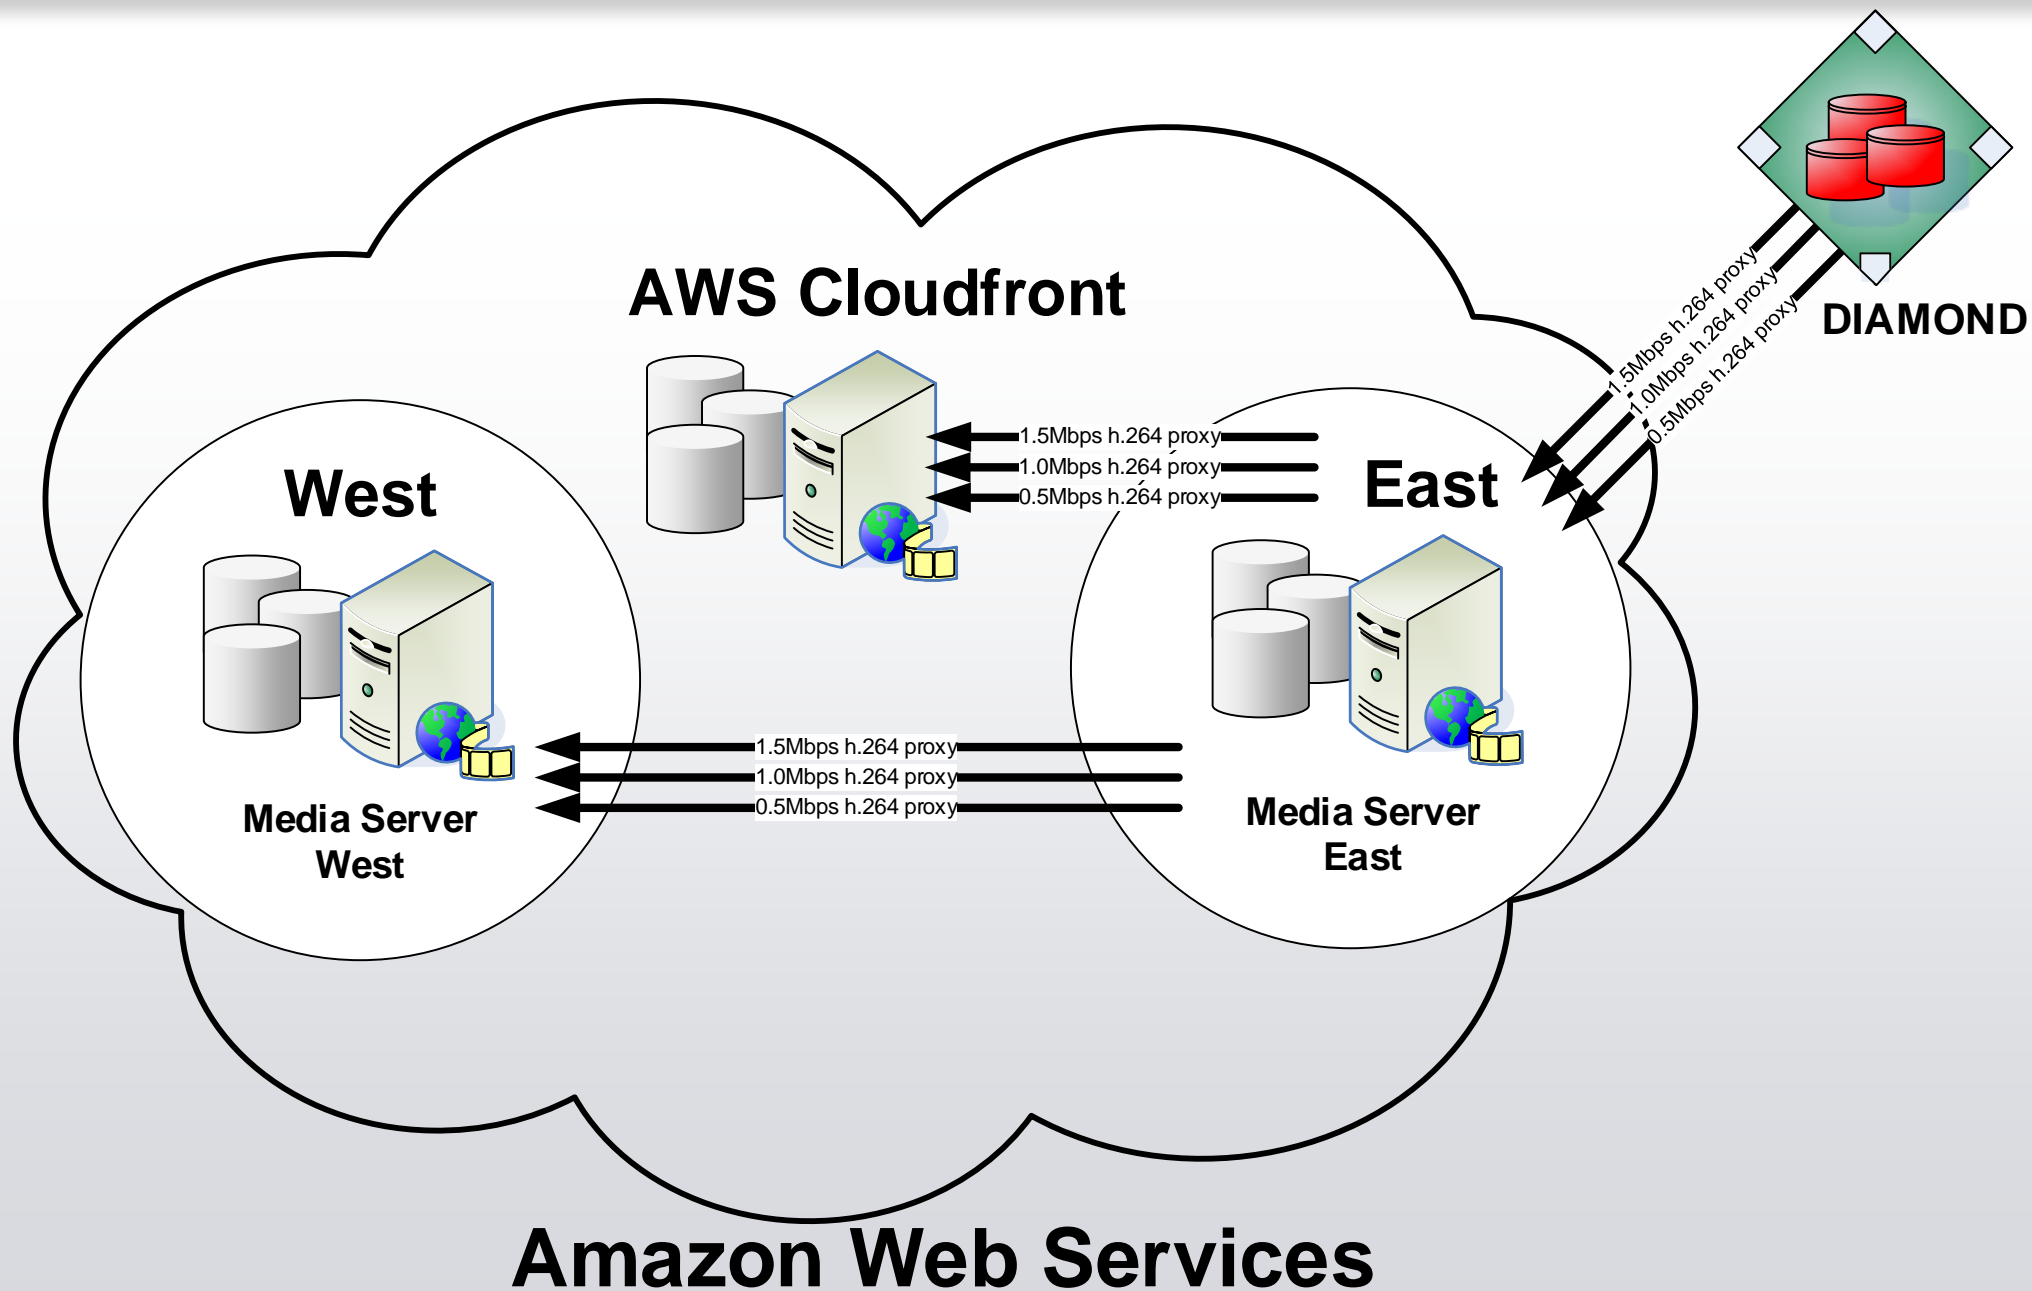 DIAMOND
1.5Mbps h.264 proxy
1.0Mbps h.264 proxy
0.5Mbps h.264 proxy
AWS Cloudfront
1.5Mbps h.264 proxy
1.0Mbps h.264 proxy
0.5Mbps h.264 proxy
East
West
1.5Mbps h.264 proxy
1.0Mbps h.264 proxy
0.5Mbps h.264 proxy
Media Server
West
Media Server
East
Amazon Web Services